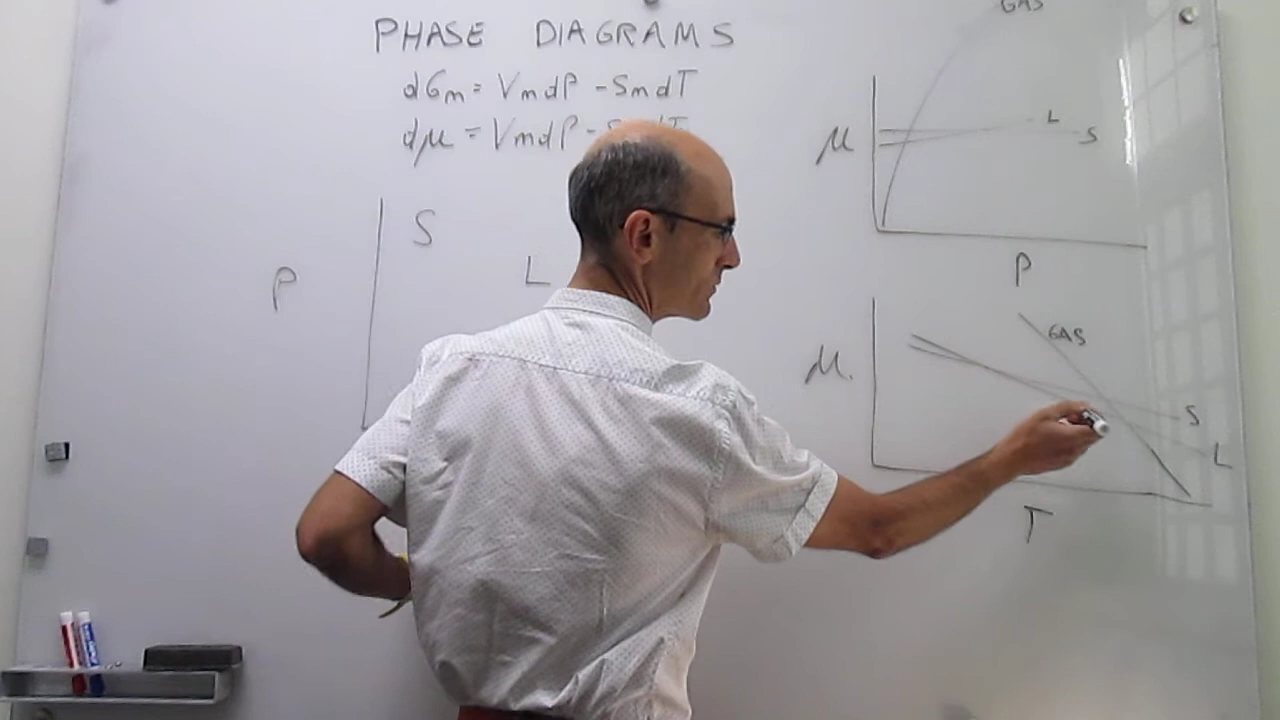 PHASE DIAGRAMS
dGm = VmdP - SmdT
dμ = VmdP -
S
P
L
GAS
μ
L
S
P
GAS
μ.
S
L
T